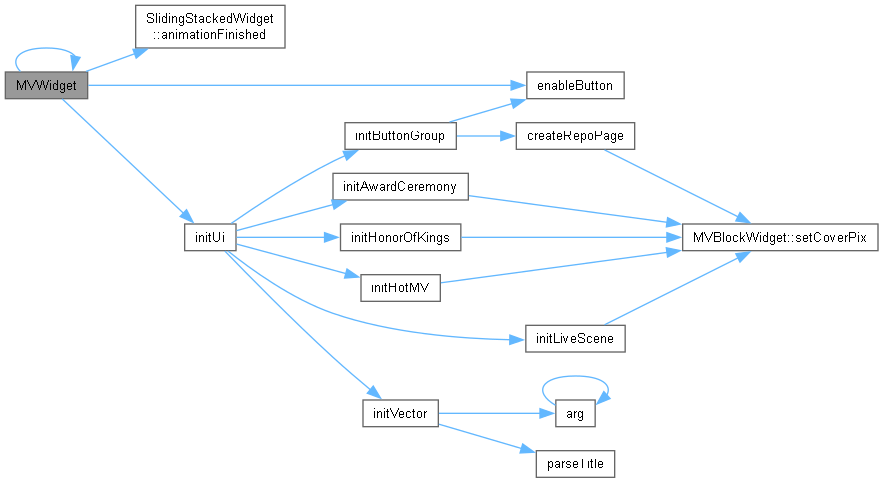 SlidingStackedWidget
::animationFinished
MVWidget
enableButton
initButtonGroup
createRepoPage
initAwardCeremony
initUi
initHonorOfKings
MVBlockWidget::setCoverPix
initHotMV
initLiveScene
initVector
arg
parseTitle